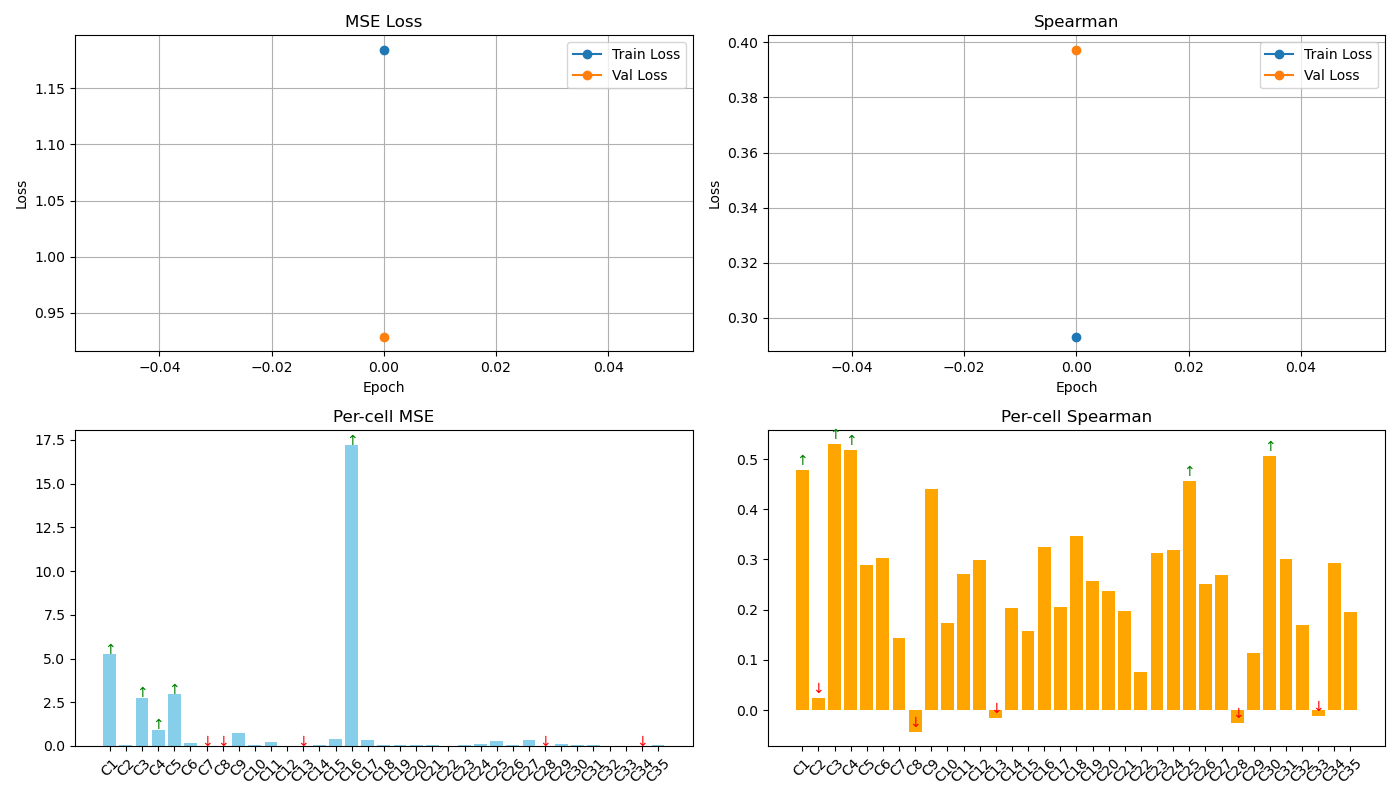 MSE Loss
1.15
1.10
1.05
1.00
0.95
Loss
Train Loss
Val Loss
−0.04
−0.02
0.00
0.02
0.04
Epoch
Spearman
0.40
0.38
0.36
0.34
0.32
0.30
Loss
Train Loss
Val Loss
−0.04
−0.02
0.00
0.02
0.04
Epoch
Per-cell MSE
17.5
15.0
12.5
10.0
7.5
5.0
2.5
0.0
↑
↑
↑
↑
↓
↓
↓
↑
↓
↓
C1
C2
C3
C4
C5
C6
C7
C8
C9
C10
C11
C12
C13
C14
C15
C16
C17
C18
C19
C20
C21
C22
C23
C24
C25
C26
C27
C28
C29
C30
C31
C32
C33
C34
C35
Per-cell Spearman
0.5
0.4
0.3
0.2
0.1
0.0
↑
↓
↑
↑
↓
↓
↑
↓
↑
↓
C1
C2
C3
C4
C5
C6
C7
C8
C9
C10
C11
C12
C13
C14
C15
C16
C17
C18
C19
C20
C21
C22
C23
C24
C25
C26
C27
C28
C29
C30
C31
C32
C33
C34
C35